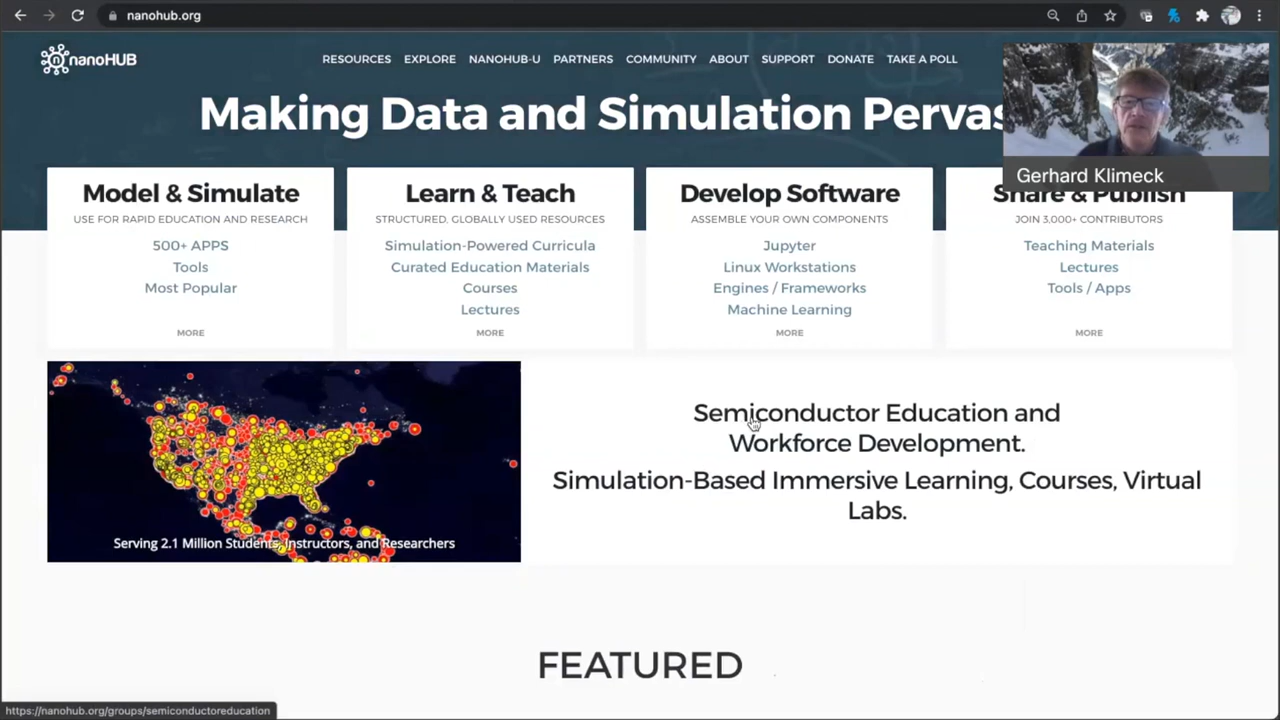 nanohub.org
nanoHUB
RESOURCES EXPLORE NANOHUB-U PARTNERS COMMUNITY ABOUT SUPPORT DONATE TAKE A POLL
Making Data and Simulation
Gerhard Klimeck
Model & Simulate
USE FOR RAPID EDUCATION AND RESEARCH
500+ APPS
Tools
Most Popular
MORE
Learn & Teach
STRUCTURED, GLOBALLY USED RESOURCES
Simulation-Powered Curricula
Curated Education Materials
Courses
Lectures
MORE
Develop Software
ASSEMBLE YOUR OWN COMPONENTS
Jupyter
Linux Workstations
Engines / Frameworks
Machine Learning
MORE
Share & Publish
JOIN 3,000+ CONTRIBUTORS
Teaching Materials
Lectures
Tools / Apps
MORE
Serving 2.1 Million Students, Instructors, and Researchers
Semiconductor Education and
Workforce Development.
Simulation-Based Immersive Learning, Courses, Virtual
Labs.
FEATURED
https://nanohub.org/groups/semiconductoreducation